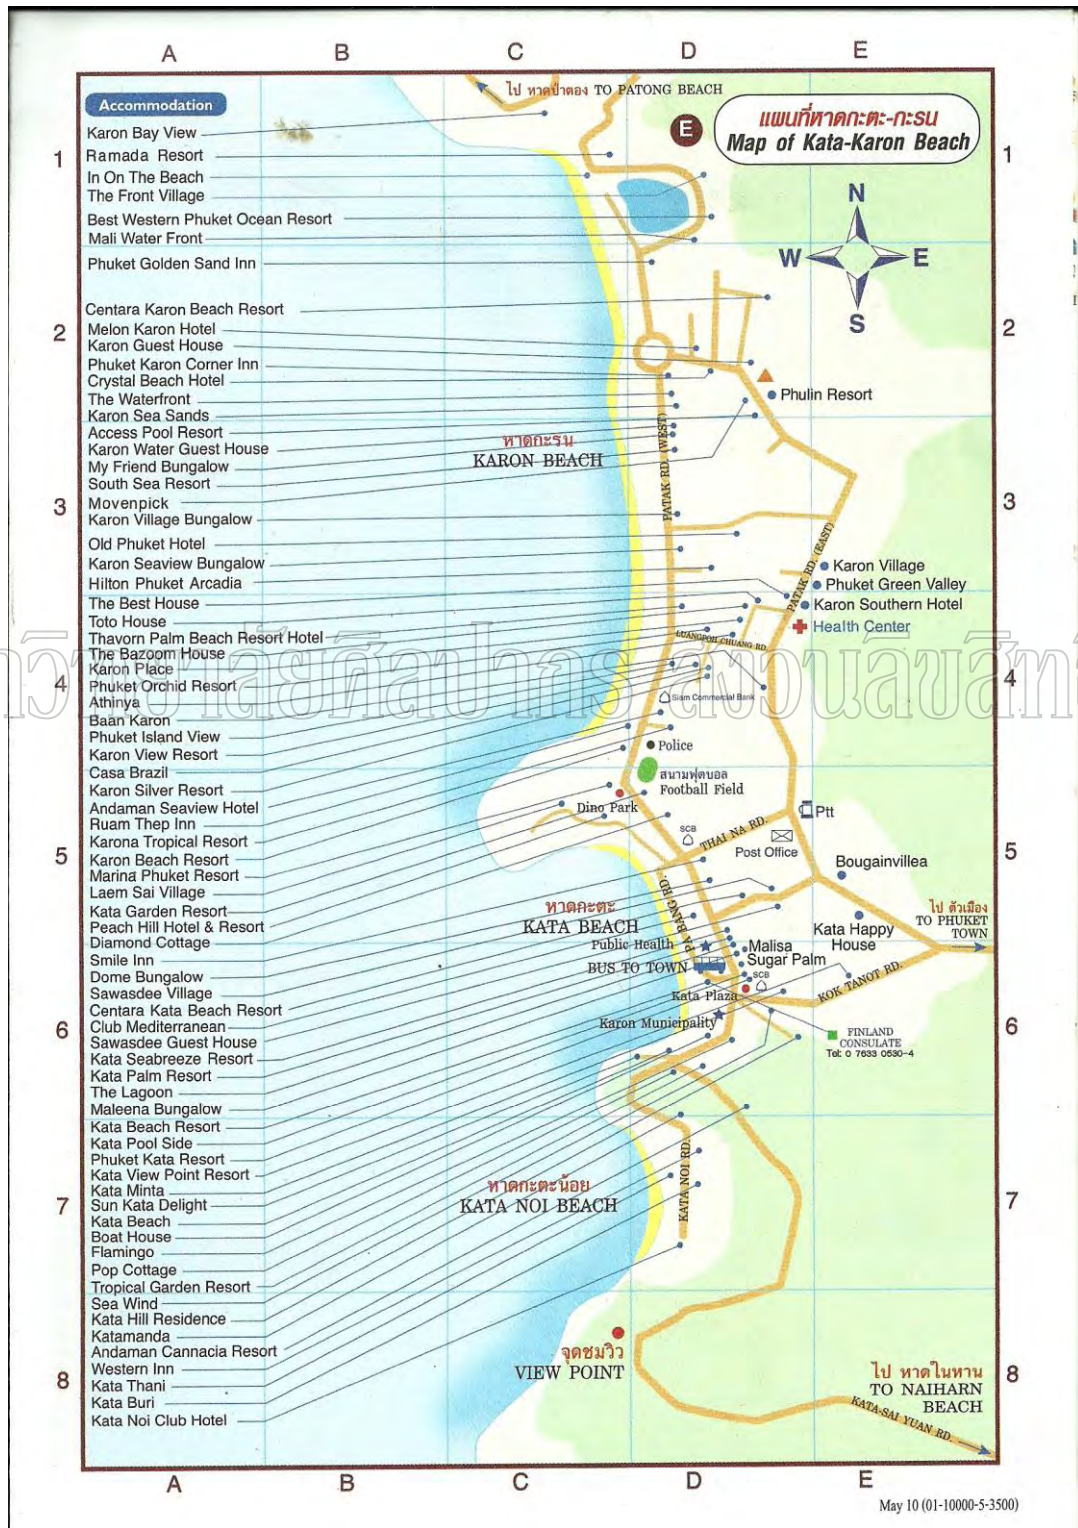 A B C D E
ไป หาดป่าตอง TO PATONG BEACH
Accommodation
E
แผนที่หาดกะตะ-กะรน
Map of Kata-Karon Beach
N
W E
S
1 1
2 2
3 3
4 4
5 5
6 6
7 7
8 8
Karon Bay View
Ramada Resort
In On The Beach
The Front Village
Best Western Phuket Ocean Resort
Mali Water Front
Phuket Golden Sand Inn
Centara Karon Beach Resort
Melon Karon Hotel
Karon Guest House
Phuket Karon Corner Inn
Crystal Beach Hotel
The Waterfront
Karon Sea Sands
Access Pool Resort
Karon Water Guest House
My Friend Bungalow
South Sea Resort
Movenpick
Karon Village Bungalow
Old Phuket Hotel
Karon Seaview Bungalow
Hilton Phuket Arcadia
The Best House
Toto House
Thavorn Palm Beach Resort Hotel
The Bazoom House
Karon Place
Phuket Orchid Resort
Athinya
Baan Karon
Phuket Island View
Karon View Resort
Casa Brazil
Karon Silver Resort
Andaman Seaview Hotel
Ruam Thep Inn
Karona Tropical Resort
Karon Beach Resort
Marina Phuket Resort
Laem Sai Village
Kata Garden Resort
Peach Hill Hotel & Resort
Diamond Cottage
Smile Inn
Dome Bungalow
Sawasdee Village
Centara Kata Beach Resort
Club Mediterranean
Sawasdee Guest House
Kata Seabreeze Resort
Kata Palm Resort
The Lagoon
Maleena Bungalow
Kata Beach Resort
Kata Pool Side
Phuket Kata Resort
Kata View Point Resort
Kata Minta
Sun Kata Delight
Kata Beach
Boat House
Flamingo
Pop Cottage
Tropical Garden Resort
Sea Wind
Kata Hill Residence
Katamanda
Andaman Cannacia Resort
Western Inn
Kata Thani
Kata Buri
Kata Noi Club Hotel
Phulin Resort
หาดกะรน
KARON BEACH
PATAK RD. (WEST)
PATAK RD. (EAST)
Karon Village
Phuket Green Valley
Karon Southern Hotel
Health Center
LUANGPOH CHUANG RD.
Siam Commercial Bank
Police
สนามฟุตบอล
Football Field
Dino Park
SCB
THAI NA RD.
Ptt
Post Office
Bougainvillea
หาดกะตะ
KATA BEACH
PA BANG RD.
Kata Happy
House
ไป ตัวเมือง
TO PHUKET
TOWN
Public Health
Malisa
Sugar Palm
BUS TO TOWN
SCB
Kata Plaza
KOK TANOT RD.
Karon Municipality
FINLAND
CONSULATE
Tel: 0 7633 0530-4
หาดกะตะน้อย
KATA NOI BEACH
KATA NOI RD.
จุดชมวิว
VIEW POINT
ไป หาดในหาน
TO NAIHARN
BEACH
KATA-SAI YUAN RD.
A B C D E
May 10 (01-10000-5-3500)